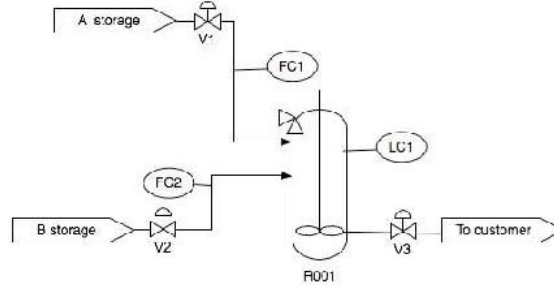 A storage
V1
FC1
LC1
FC2
B storage
V2
V3
To customer
R001